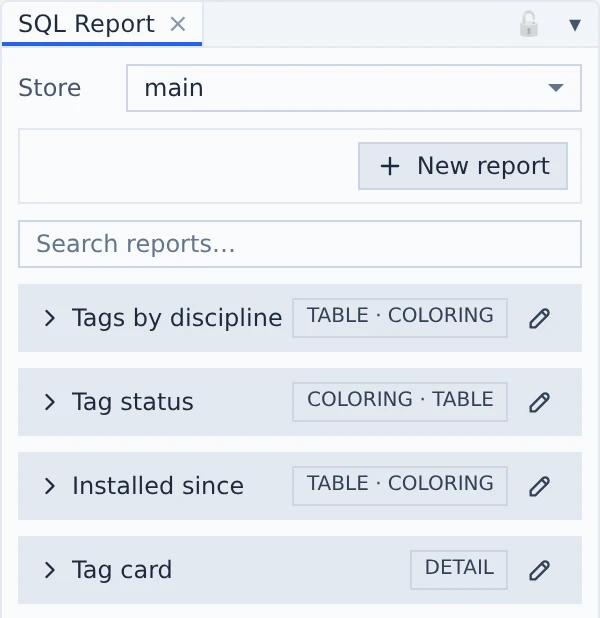 SQL Report
Store main
New report
Search reports...
Tags by discipline TABLE · COLORING
Tag status COLORING · TABLE
Installed since TABLE · COLORING
Tag card DETAIL